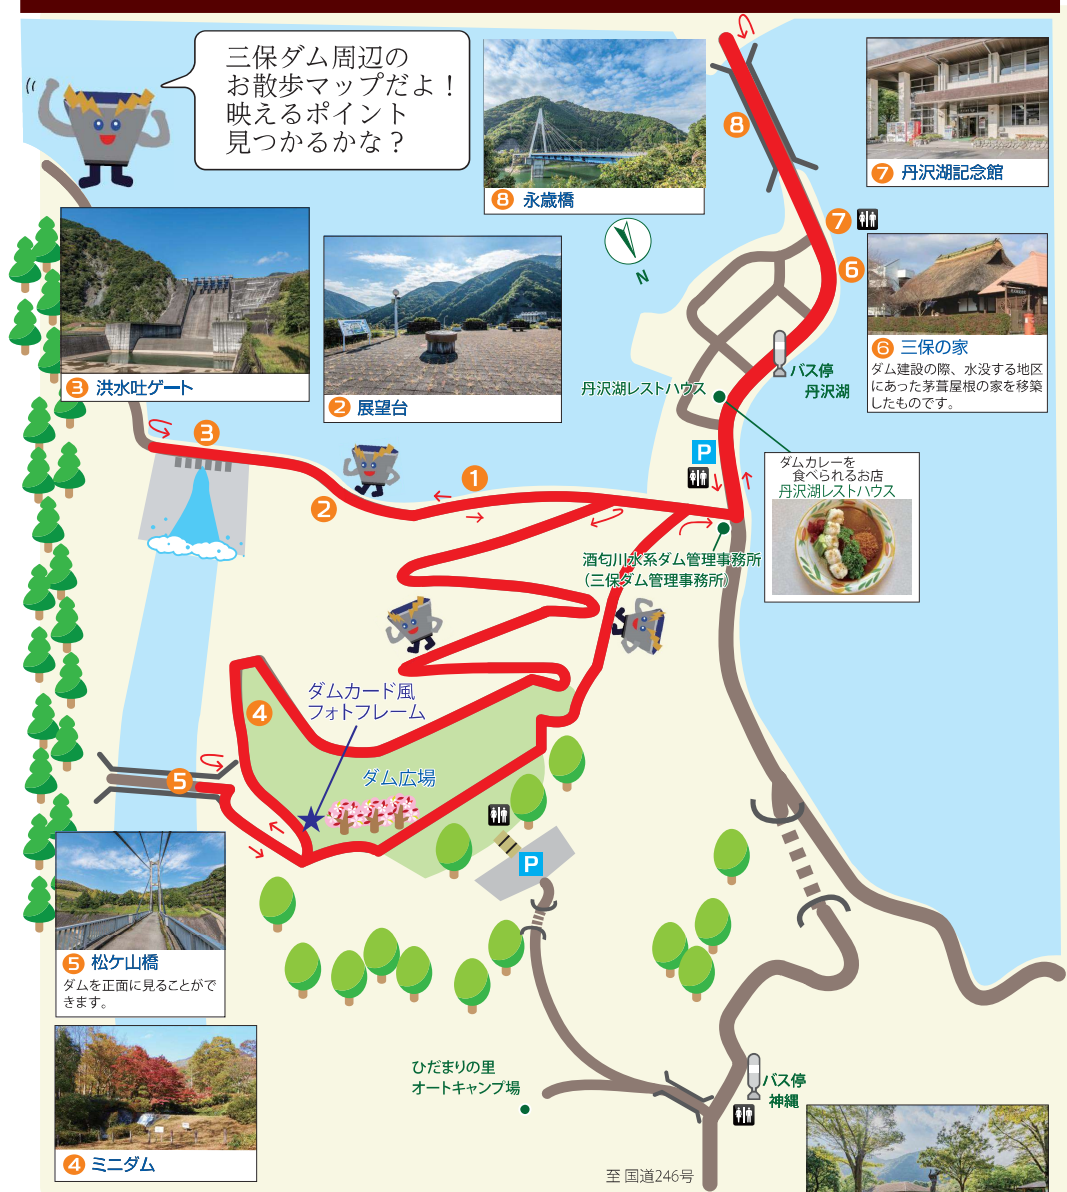 三保ダム周辺の
お散歩マップだよ！
映えるポイント
見つかるかな？
8
8 永歳橋
7 丹沢湖記念館
7
6
N
6 三保の家
ダム建設の際、水没する地区
にあった茅葺屋根の家を移築
したものです。
3 洪水吐ゲート
2 展望台
バス停
丹沢湖
丹沢湖レストハウス
3
P
1
2
ダムカレーを
食べられるお店
丹沢湖レストハウス
酒匂川水系ダム管理事務所
（三保ダム管理事務所）
ダムカード風
フォトフレーム
4
ダム広場
5
P
5 松ケ山橋
ダムを正面に見ることがで
きます。
ひだまりの里
オートキャンプ場
バス停
神縄
4 ミニダム
至 国道246号